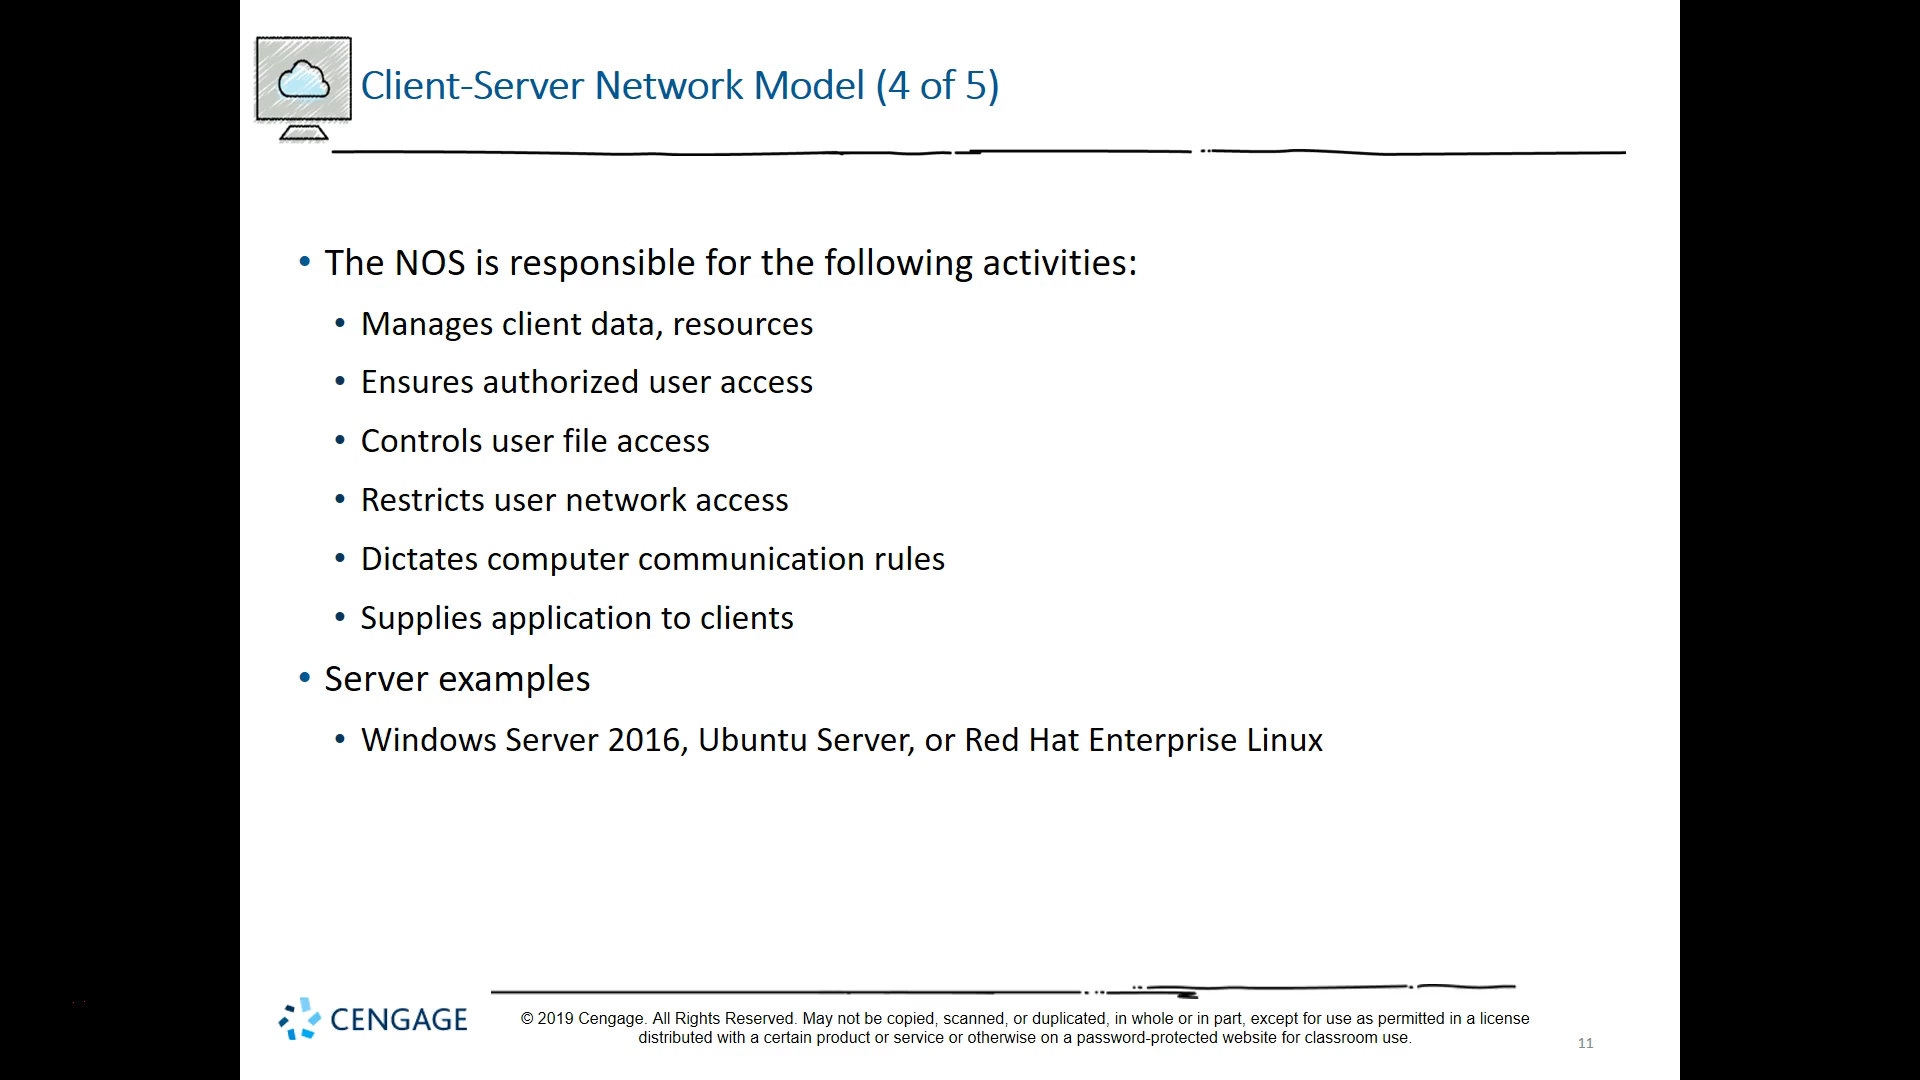 Client-Server Network Model (4 of 5)
• The NOS is responsible for the following activities:
• Manages client data, resources
• Ensures authorized user access
• Controls user file access
• Restricts user network access
• Dictates computer communication rules
• Supplies application to clients
• Server examples
• Windows Server 2016, Ubuntu Server, or Red Hat Enterprise Linux
CENGAGE
© 2019 Cengage. All Rights Reserved. May not be copied, scanned, or duplicated, in whole or in part, except for use as permitted in a license
distributed with a certain product or service or otherwise on a password-protected website for classroom use.
11